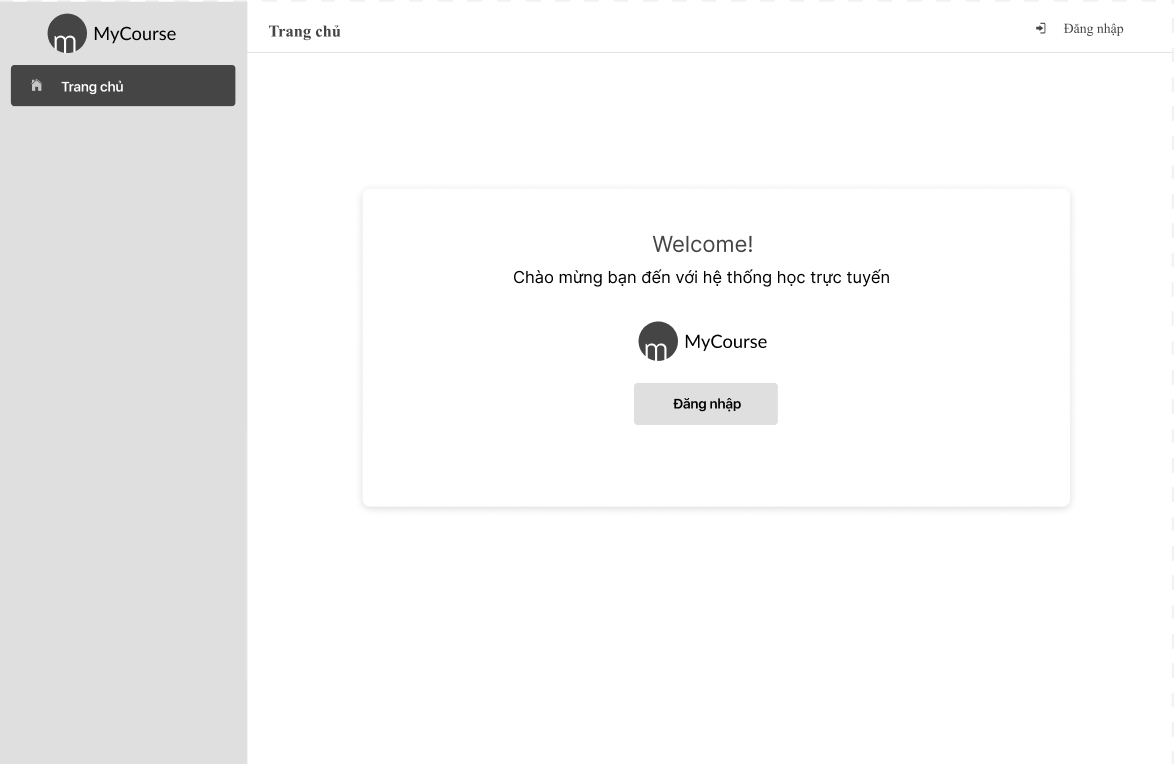 MyCourse
Trang chủ
Trang chủ
Đăng nhập
Welcome!
Chào mừng bạn đến với hệ thống học trực tuyến
MyCourse
Đăng nhập